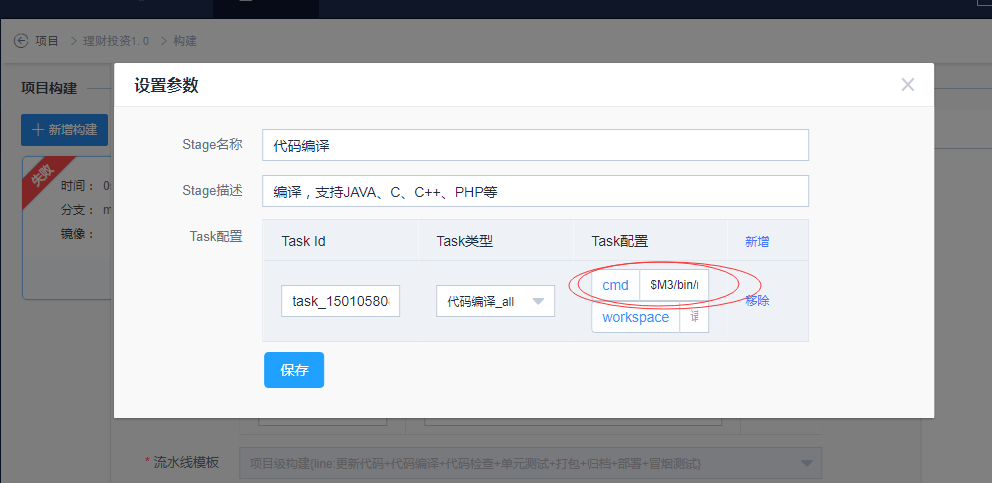 项目 > 理财投资1. 0 > 构建
设置参数
项目构建
+ 新增构建
失败
时间：
分支：
镜像：
Stage名称 代码编译
Stage描述 编译，支持JAVA、C、C++、PHP等
Task配置
Task Id Task类型 Task配置 新增
task_15010580 代码编译_all cmd $M3/bin/ 移除
workspace
保存
* 流水线模板 项目级构建{line:更新代码+代码编译+代码检查+单元测试+打包+归档+部署+冒烟测试}